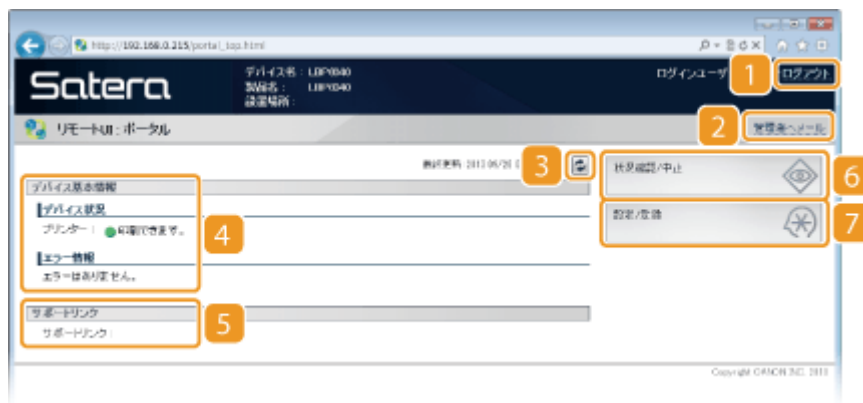 http://192.168.0.215/portal_top.html
Satera
デバイス名: LBP7040
製品名: LBP7040
設置場所:
ログインユーザ
1
ログアウト
リモートUI:ポータル
2
管理者へメール
最終更新:
3
状況確認/中止
6
デバイス基本情報
デバイス状況
プリンター: 印刷できます。
4
設定/登録
7
エラー情報
エラーはありません。
サポートリンク
サポートリンク:
5
Copyright CANON INC.